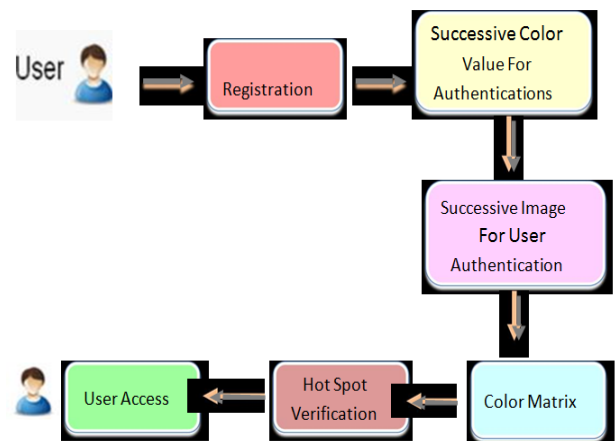 User
Registration
Successive Color
Value For
Authentications
Successive Image
For User
Authentication
Color Matrix
Hot Spot
Verification
User Access